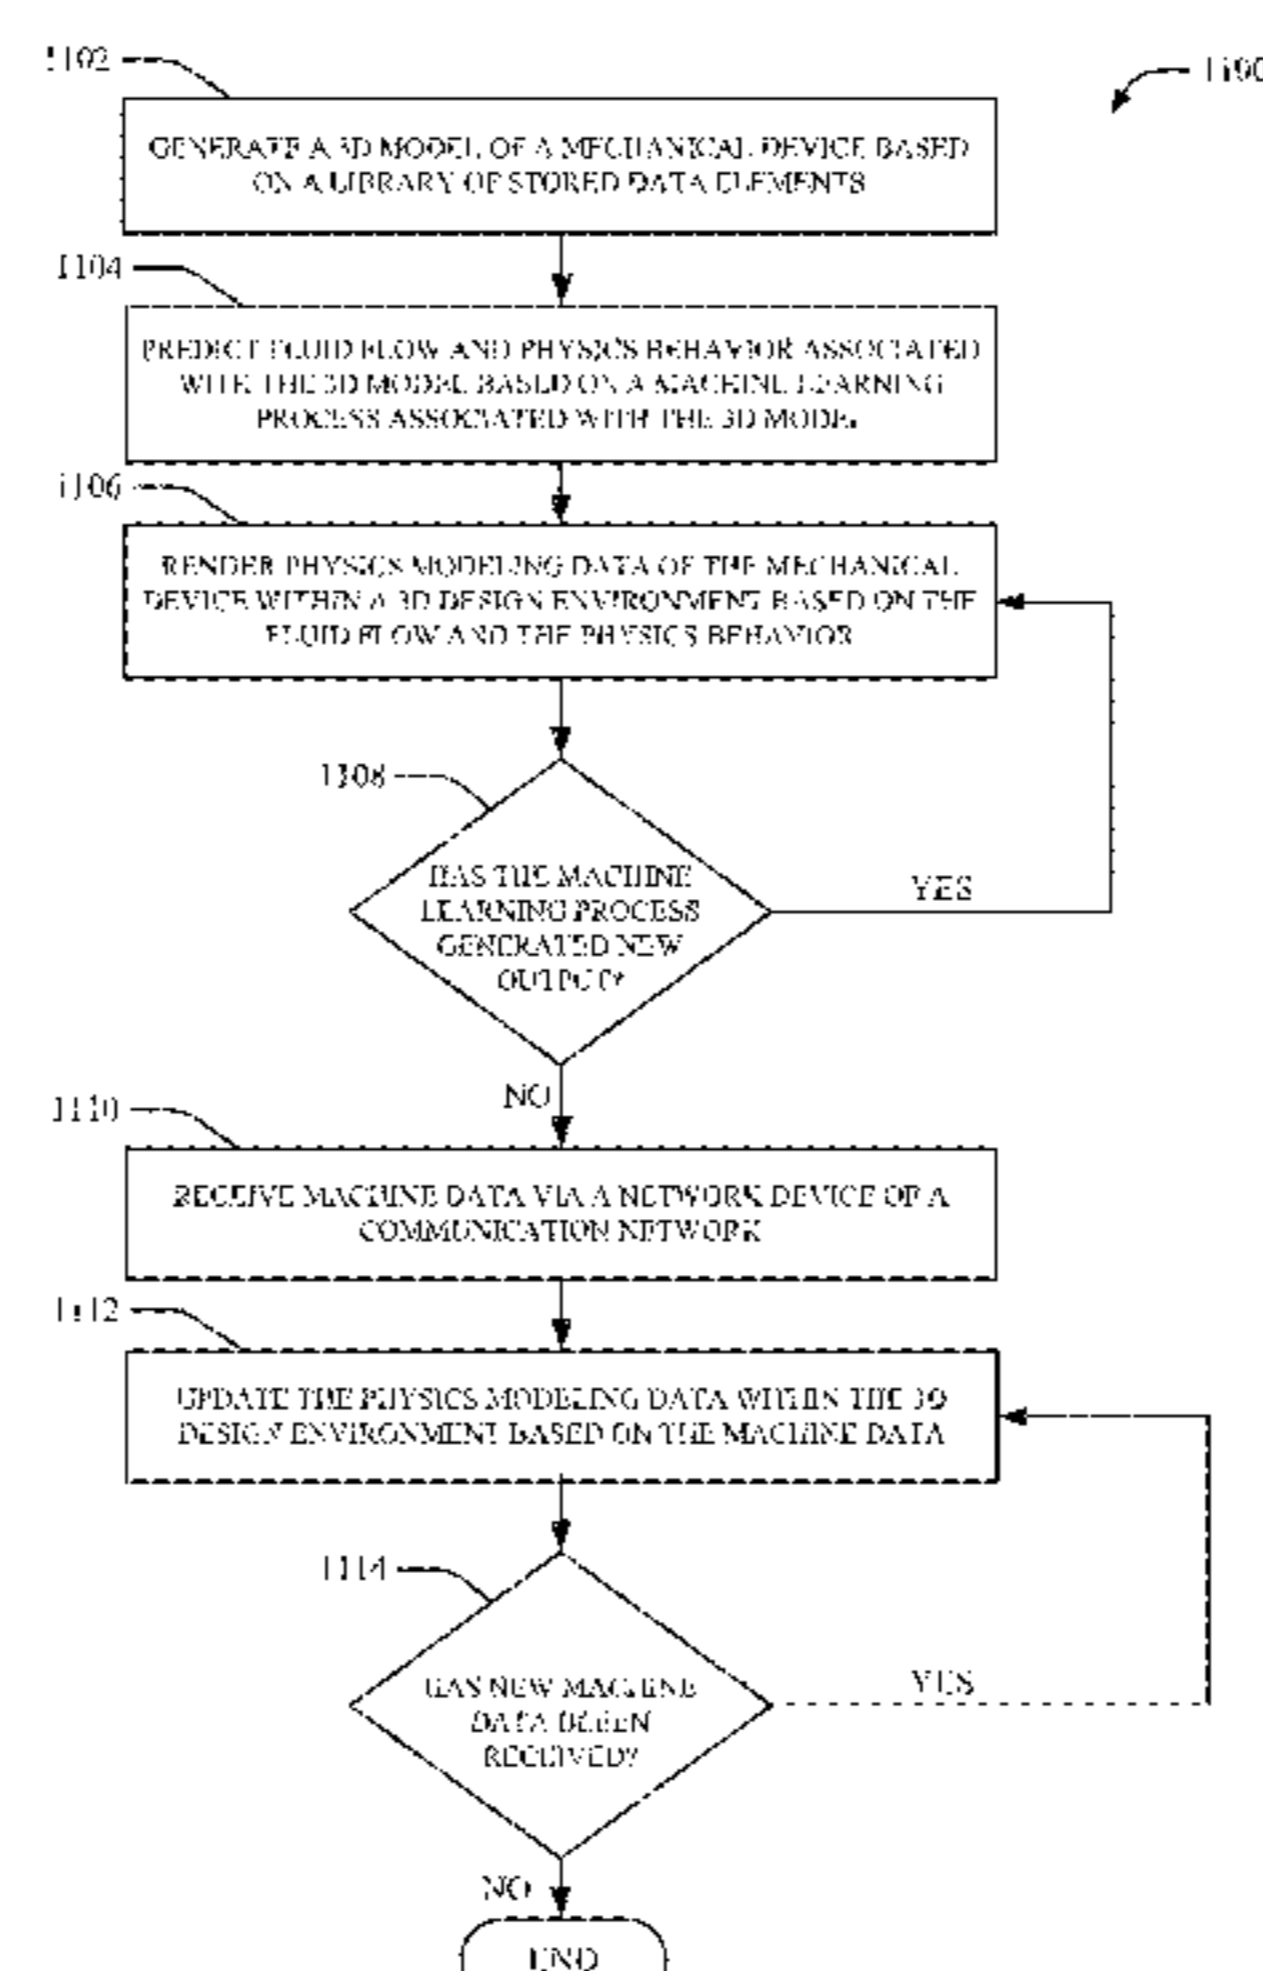 1102
1100
GENERATE A 3D MODEL OF A MECHANICAL DEVICE BASED
ON A LIBRARY OF STORED DATA ELEMENTS
1104
PREDICT FLUID FLOW AND PHYSICS BEHAVIOR ASSOCIATED
WITH THE 3D MODEL BASED ON A MACHINE LEARNING
PROCESS ASSOCIATED WITH THE 3D MODEL
1106
RENDER PHYSICS MODELING DATA OF THE MECHANICAL
DEVICE WITHIN A 3D DESIGN ENVIRONMENT BASED ON THE
FLUID FLOW AND THE PHYSICS BEHAVIOR
1108
HAS THE MACHINE
LEARNING PROCESS
GENERATED NEW
OUTPUT?
YES
NO
1110
RECEIVE MACHINE DATA VIA A NETWORK DEVICE OF A
COMMUNICATION NETWORK
1112
UPDATE THE PHYSICS MODELING DATA WITHIN THE 3D
DESIGN ENVIRONMENT BASED ON THE MACHINE DATA
1114
HAS NEW MACHINE
DATA BEEN
RECEIVED?
YES
NO
END